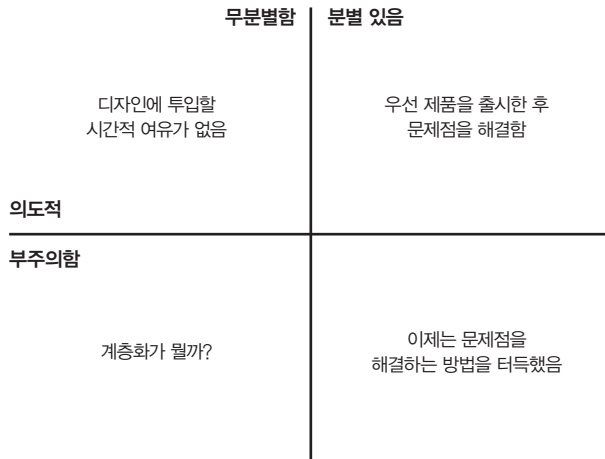 무분별함
분별 있음
디자인에 투입할
시간적 여유가 없음
우선 제품을 출시한 후
문제점을 해결함
의도적
부주의함
계층화가 뭘까?
이제는 문제점을
해결하는 방법을 터득했음